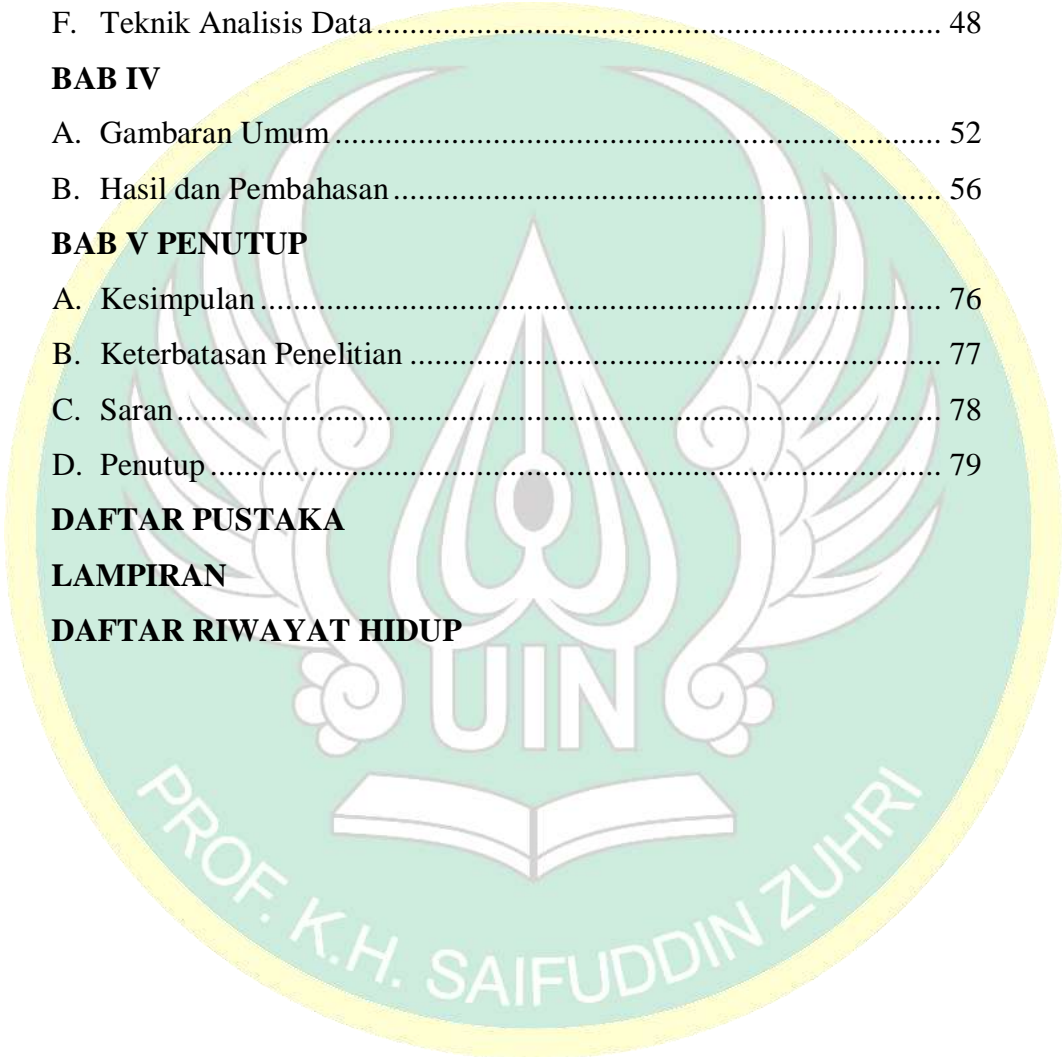 F. Teknik Analisis Data ..................................................................... 48
BAB IV
A. Gambaran Umum .......................................................................... 52
B. Hasil dan Pembahasan ................................................................... 56
BAB V PENUTUP
A. Kesimpulan ................................................................................... 76
B. Keterbatasan Penelitian ................................................................. 77
C. Saran ............................................................................................. 78
D. Penutup ......................................................................................... 79
DAFTAR PUSTAKA
LAMPIRAN
DAFTAR RIWAYAT HIDUP
UIN
PROF. K.H. SAIFUDDIN ZUHRI